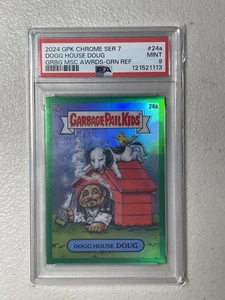 2024 GPK CHROME SER 7 #24a
DOGG HOUSE DOUG MINT
GRBG MSC AWRDS-GRN REF 9
PSA 121521113
24a
GARBAGE PAIL KIDS
DOGG HOUSE DOUG